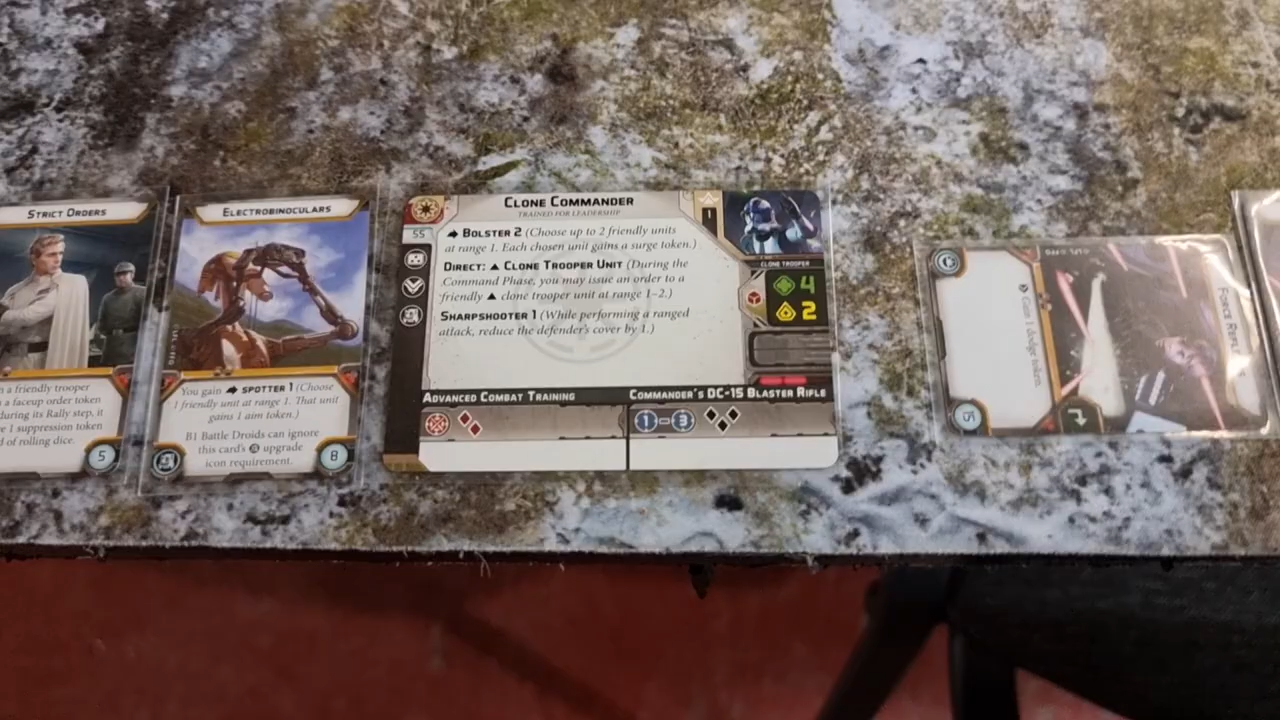 STRICT ORDERS
a friendly trooper
a faceup order token
during its Rally step, it
e 1 suppression token
d of rolling dice.
5
ELECTROBINOCULARS
You gain SPOTTER 1 (Choose
1 friendly unit at range 1. That unit
gains 1 aim token.)
B1 Battle Droids can ignore
this card's upgrade
icon requirement.
8
CLONE COMMANDER
TRAINED FOR LEADERSHIP
55
1
BOLSTER 2 (Choose up to 2 friendly units
at range 1. Each chosen unit gains a surge token.)
DIRECT: CLONE TROOPER UNIT (During the
Command Phase, you may issue an order to a
friendly clone trooper unit at range 1–2.)
SHARPSHOOTER 1 (While performing a ranged
attack, reduce the defender's cover by 1.)
CLONE TROOPER
4
2
ADVANCED COMBAT TRAINING
COMMANDER'S DC-15 BLASTER RIFLE
1-3
FORCE REFL
Gain 1 dodge token.
15